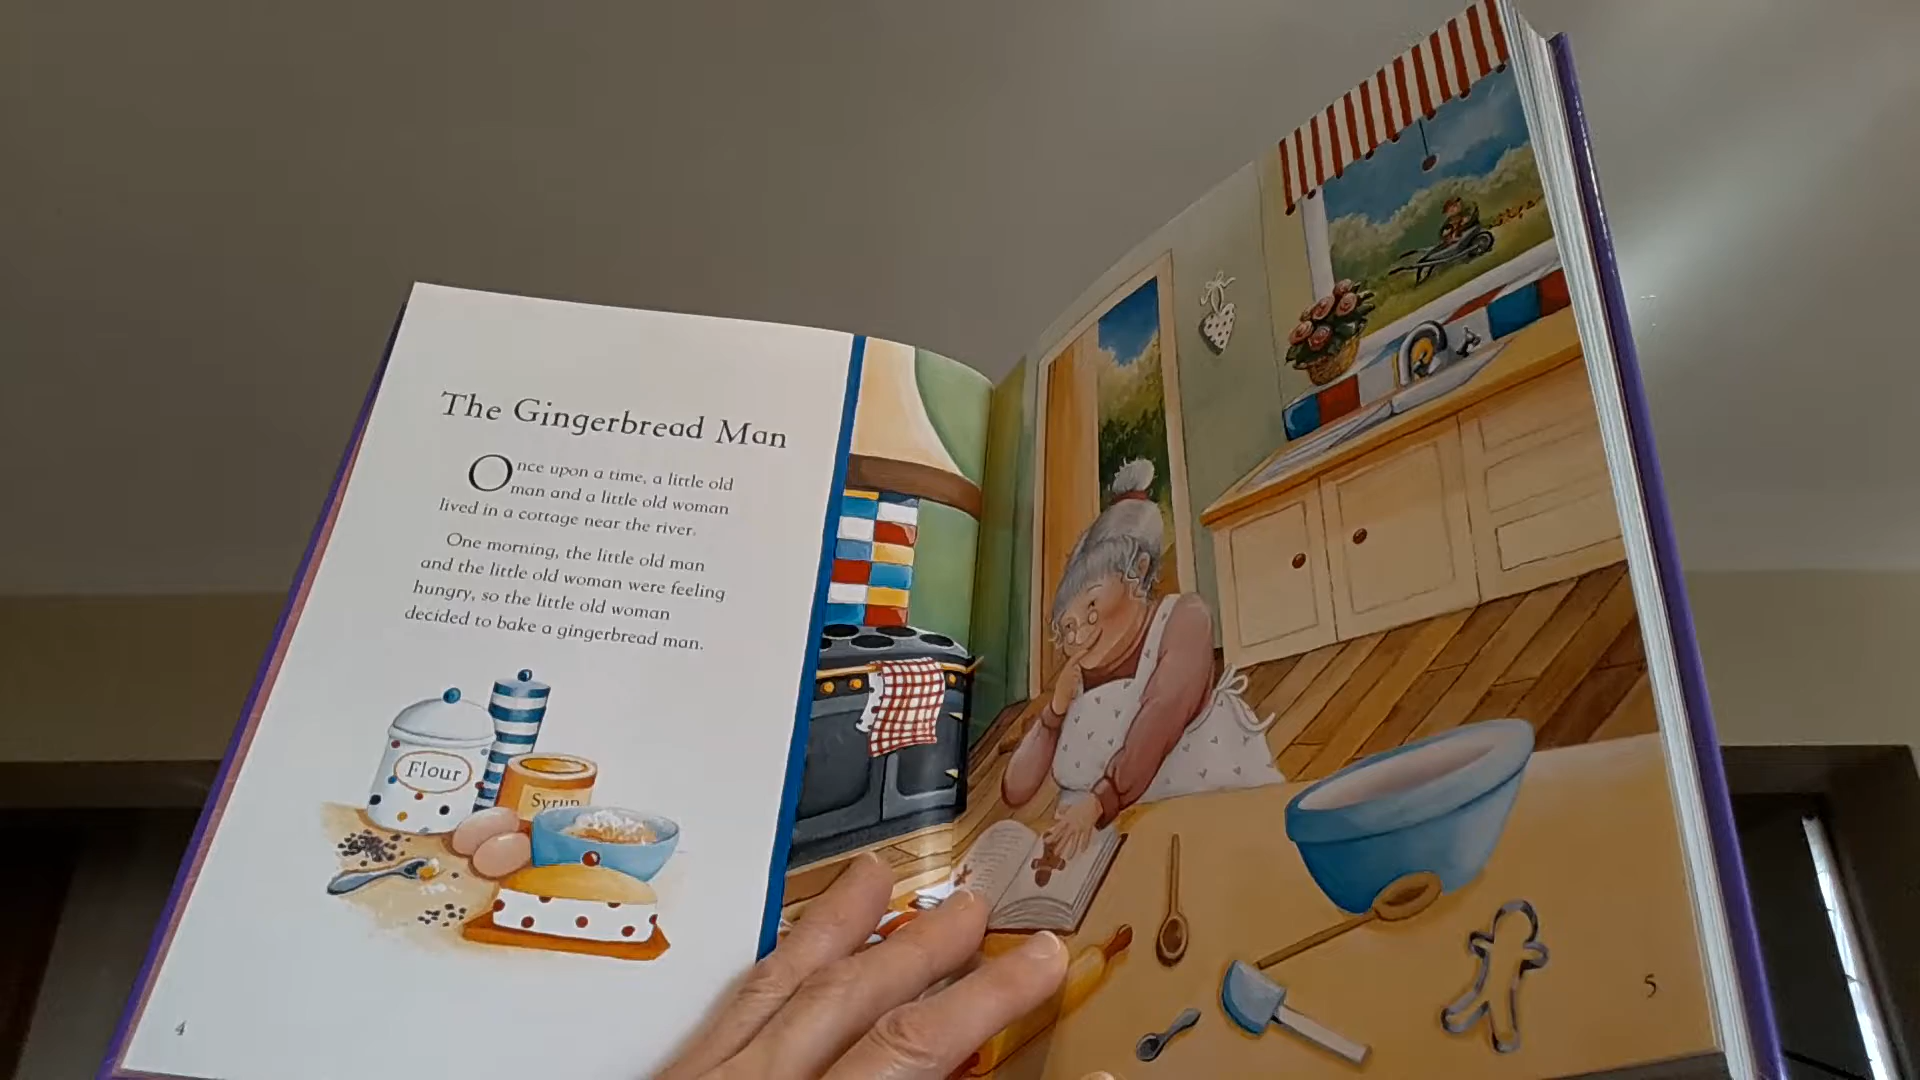 The Gingerbread Man
Once upon a time, a little old
man and a little old woman
lived in a cottage near the river.
One morning, the little old man
and the little old woman were feeling
hungry, so the little old woman
decided to bake a gingerbread man.
Flour
Syrup
4
5